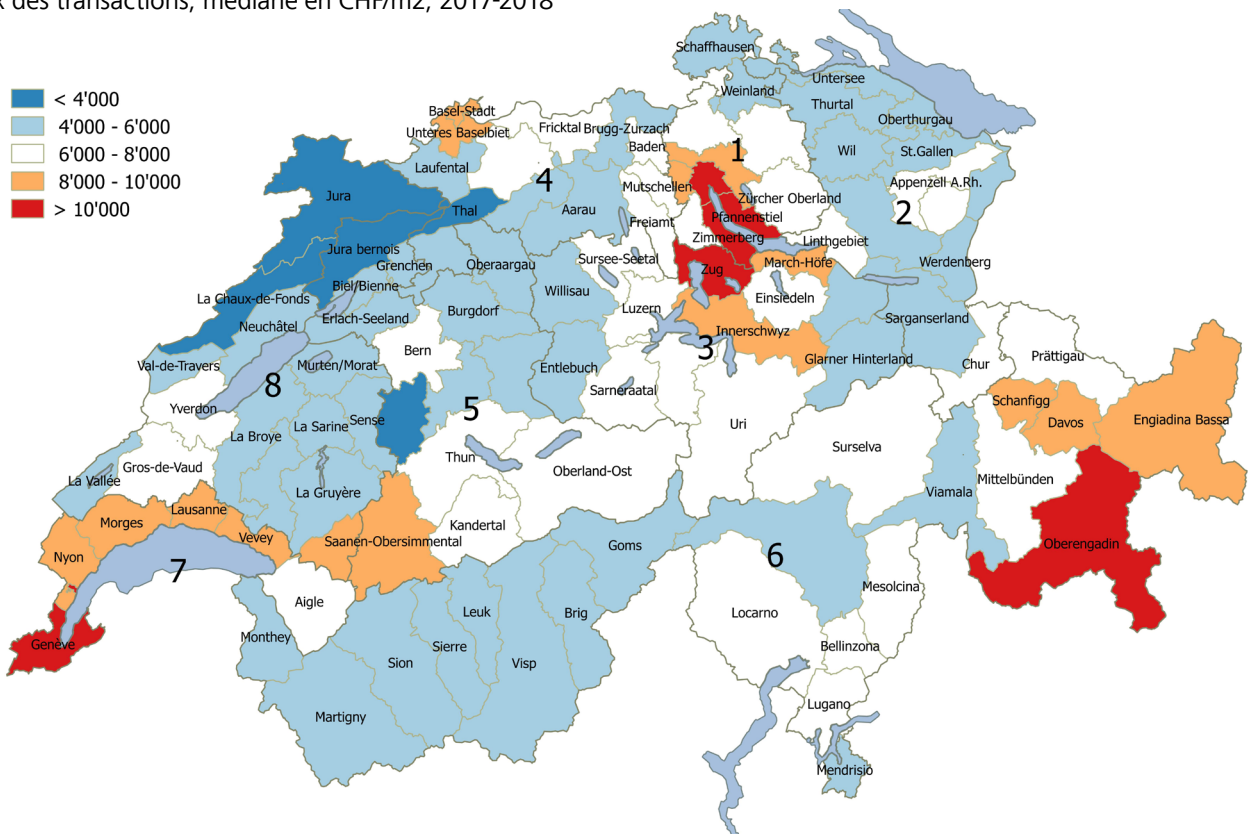 x des transactions, médiane en CHF/m2, 2017-2018
< 4'000
4'000 - 6'000
6'000 - 8'000
8'000 - 10'000
> 10'000
Schaffhausen
Untersee
Weinland
Thurtal
Oberthurgau
Basel-Stadt
Unteres Baselbiet
Fricktal
Brugg-Zurzach
Baden
1
Wil
St.Gallen
Laufental
4
Mutschellen
Appenzell A.Rh.
2
Jura
Thal
Aarau
Zürcher Oberland
Pfannenstiel
Freiamt
Zimmerberg
Linthgebiet
Jura bernois
Grenchen
Oberaargau
Sursee-Seetal
Zug
March-Höfe
Werdenberg
La Chaux-de-Fonds
Biel/Bienne
Willisau
Einsiedeln
Erlach-Seeland
Burgdorf
Luzern
Neuchâtel
Innerschwyz
Sarganserland
3
Bern
Val-de-Travers
Murten/Morat
Entlebuch
Glarner Hinterland
Chur
Prättigau
8
Sarneraatal
Yverdon
5
Schanfigg
La Sarine
Sense
Uri
Davos
Engiadina Bassa
La Broye
Surselva
Thun
Oberland-Ost
Gros-de-Vaud
La Vallée
Mittelbünden
La Gruyère
Viamala
Lausanne
Morges
Kandertal
Vevey
Saanen-Obersimmental
Goms
Oberengadin
Nyon
6
7
Mesolcina
Aigle
Leuk
Brig
Locarno
Monthey
Genève
Sierre
Bellinzona
Sion
Visp
Lugano
Martigny
Mendrisio